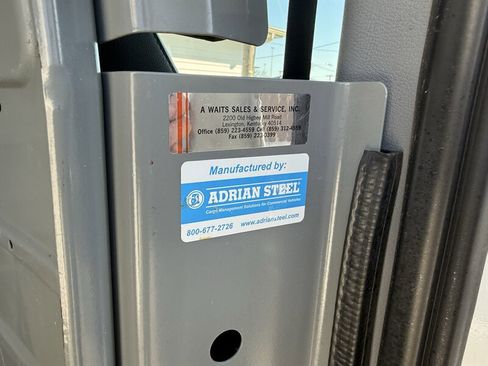 A WAITS SALES & SERVICE, INC.
2200 Old Higbee Mill Road
Lexington, Kentucky 40514
Office (859) 223-4559 Cell (859) 312-4559
Fax (859) 223-0399
Manufactured by:
ADRIAN STEEL
Cargo Management Solutions for Commercial Vehicles
800-677-2726 www.adriansteel.com